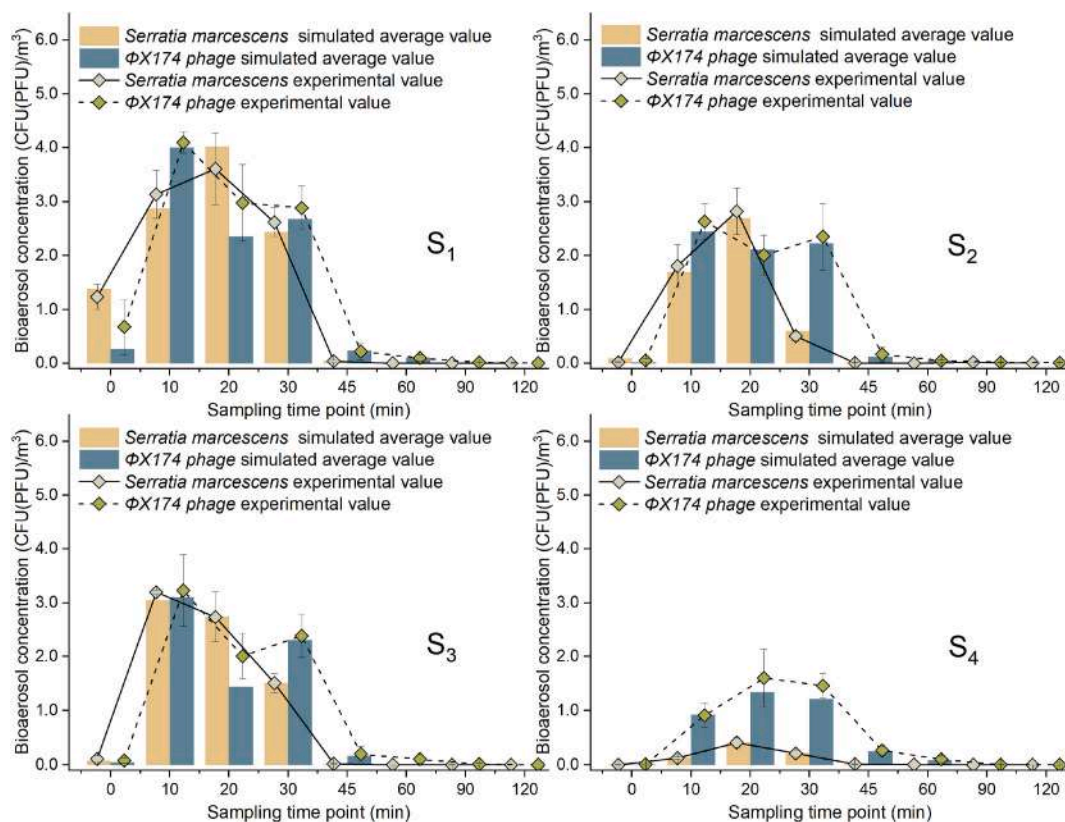 Bioaerosol concentration (CFU(PFU)/m³)
6.0
5.0
4.0
3.0
2.0
1.0
0.0
Serratia marcescens simulated average value
ΦX174 phage simulated average value
Serratia marcescens experimental value
ΦX174 phage experimental value
S₁
0 10 20 30 45 60 90 120
Sampling time point (min)
Bioaerosol concentration (CFU(PFU)/m³)
6.0
5.0
4.0
3.0
2.0
1.0
0.0
Serratia marcescens simulated average value
ΦX174 phage simulated average value
Serratia marcescens experimental value
ΦX174 phage experimental value
S₂
0 10 20 30 45 60 90 120
Sampling time point (min)
Bioaerosol concentration (CFU(PFU)/m³)
6.0
5.0
4.0
3.0
2.0
1.0
0.0
Serratia marcescens simulated average value
ΦX174 phage simulated average value
Serratia marcescens experimental value
ΦX174 phage experimental value
S₃
0 10 20 30 45 60 90 120
Sampling time point (min)
Bioaerosol concentration (CFU(PFU)/m³)
6.0
5.0
4.0
3.0
2.0
1.0
0.0
Serratia marcescens simulated average value
ΦX174 phage simulated average value
Serratia marcescens experimental value
ΦX174 phage experimental value
S₄
0 10 20 30 45 60 90 120
Sampling time point (min)